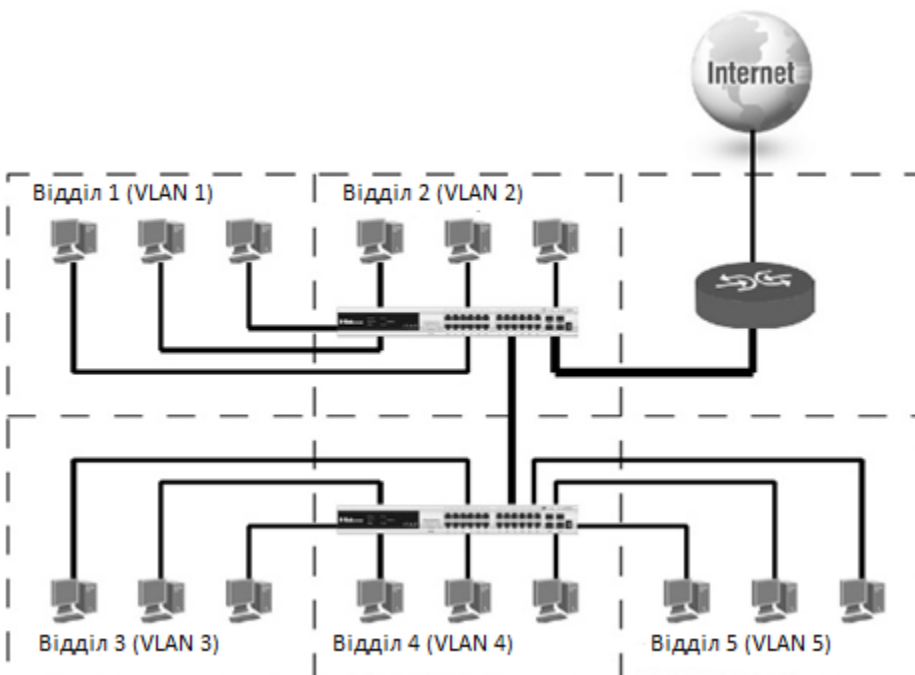 Internet
Відділ 1 (VLAN 1)
Відділ 2 (VLAN 2)
Відділ 3 (VLAN 3)
Відділ 4 (VLAN 4)
Відділ 5 (VLAN 5)